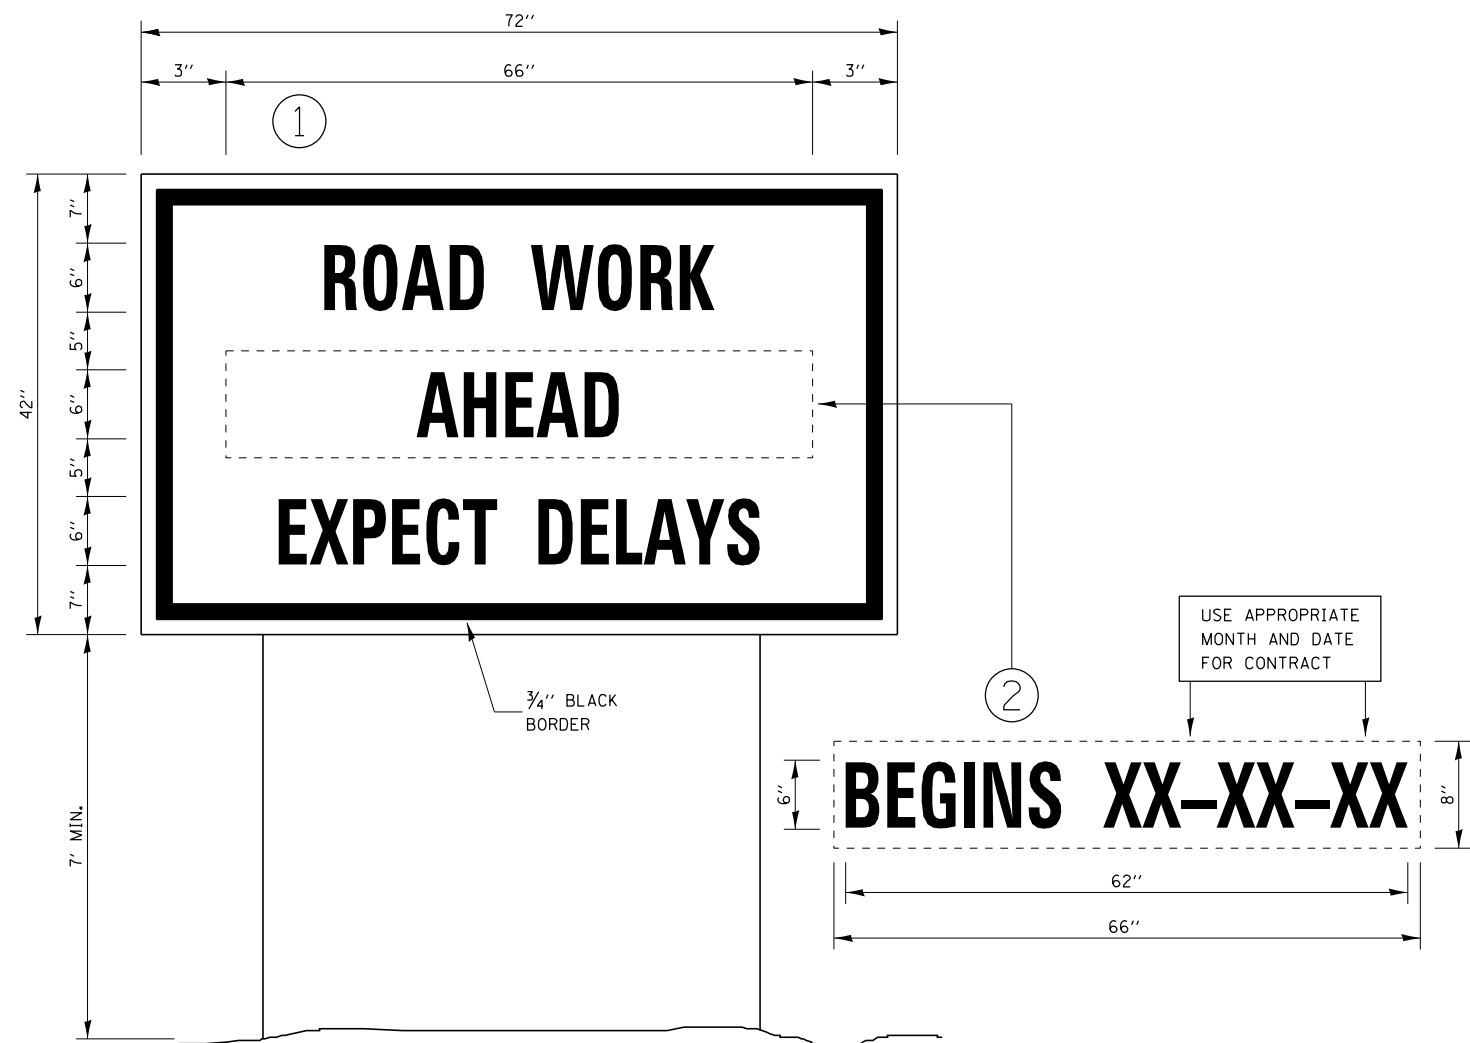 72''
3'' 66'' 3''
1
7''
6''
5''
6''
5''
6''
7''
42''
7' MIN.
ROAD WORK
AHEAD
EXPECT DELAYS
3/4'' BLACK
BORDER
2
USE APPROPRIATE
MONTH AND DATE
FOR CONTRACT
6''
BEGINS XX-XX-XX
8''
62''
66''